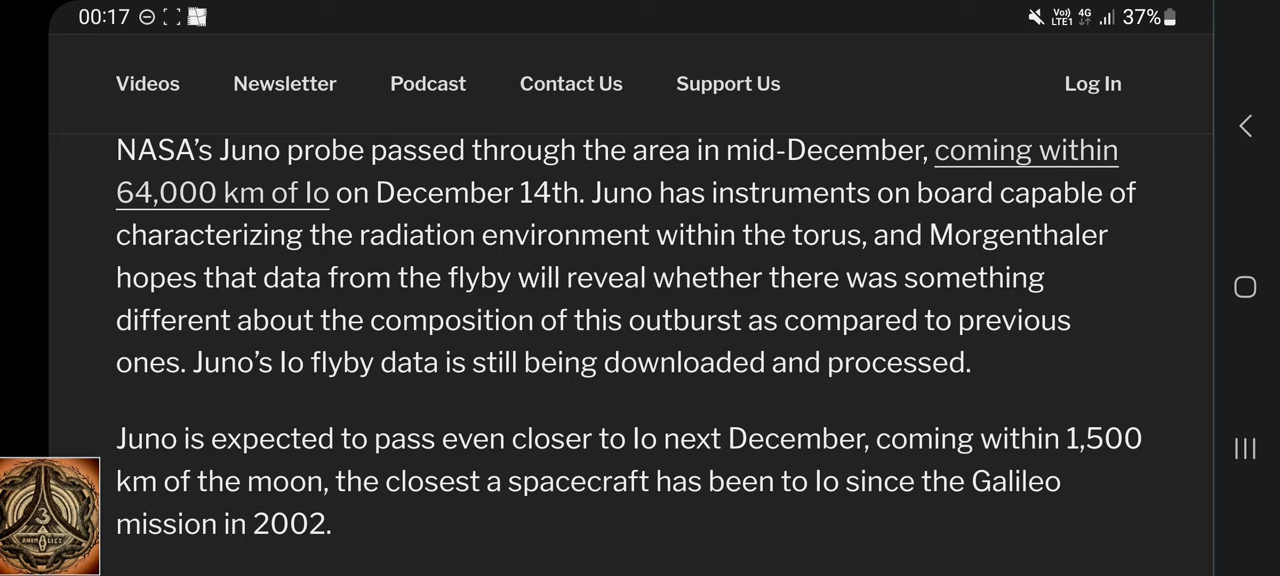 00:17
Vo)) 4G
LTE1
37%
Videos Newsletter Podcast Contact Us Support Us Log In
NASA’s Juno probe passed through the area in mid-December, coming within
64,000 km of Io on December 14th. Juno has instruments on board capable of
characterizing the radiation environment within the torus, and Morgenthaler
hopes that data from the flyby will reveal whether there was something
different about the composition of this outburst as compared to previous
ones. Juno’s Io flyby data is still being downloaded and processed.
Juno is expected to pass even closer to Io next December, coming within 1,500
km of the moon, the closest a spacecraft has been to Io since the Galileo
mission in 2002.
3